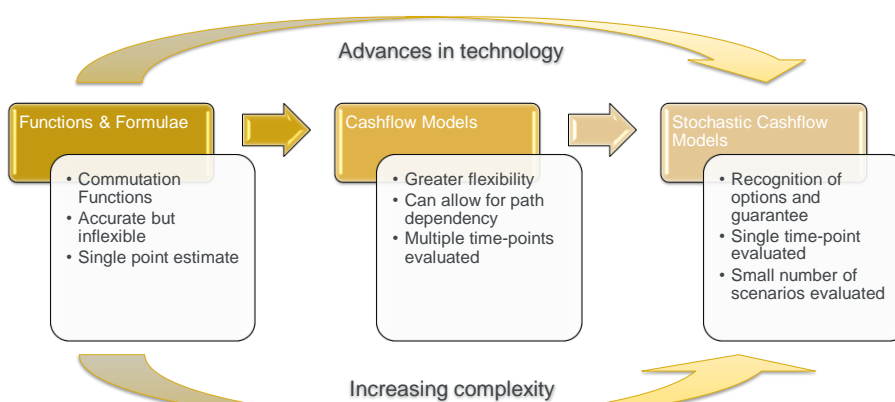 Advances in technology
Functions & Formulae
• Commutation
Functions
• Accurate but
inflexible
• Single point estimate
Cashflow Models
• Greater flexibility
• Can allow for path
dependency
• Multiple time-points
evaluated
Stochastic Cashflow
Models
• Recognition of
options and
guarantee
• Single time-point
evaluated
• Small number of
scenarios evaluated
Increasing complexity